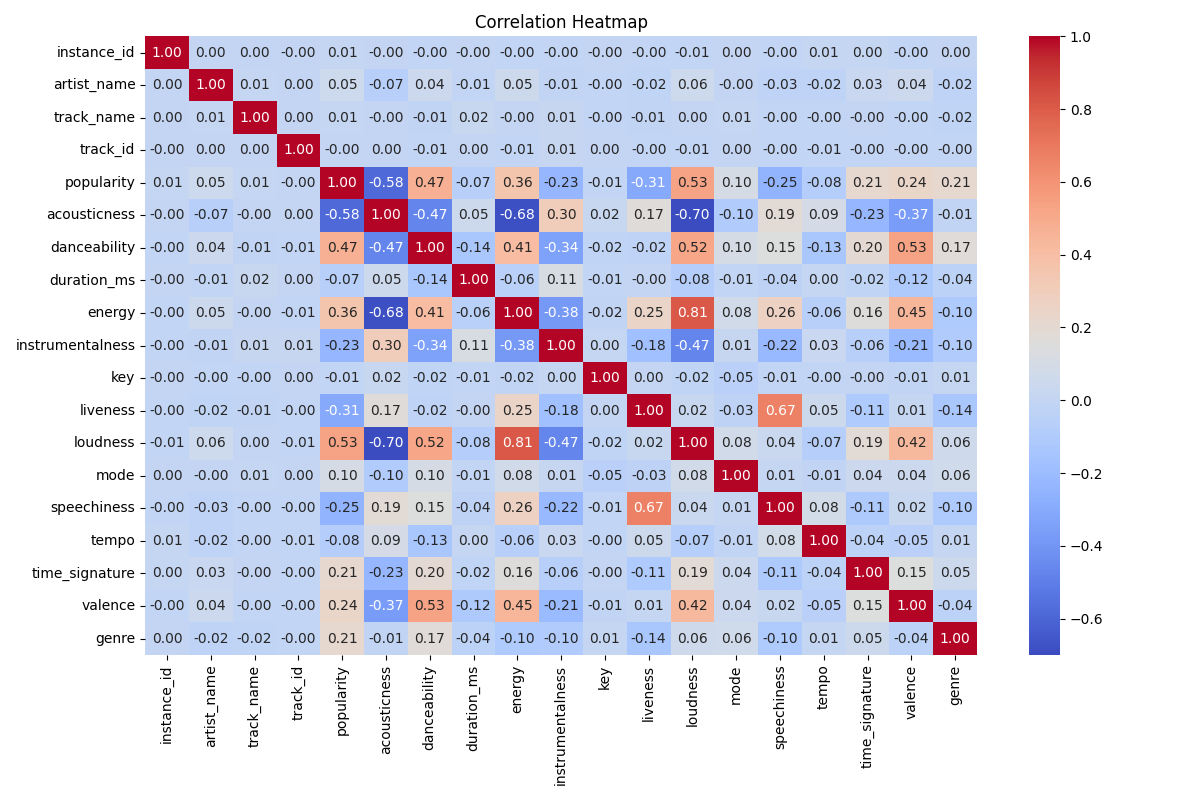 Correlation Heatmap
instance_id 1.00 0.00 0.00 -0.00 0.01 -0.00 -0.00 -0.00 -0.00 -0.00 -0.00 -0.00 -0.01 0.00 -0.00 0.01 0.00 -0.00 0.00 1.0
artist_name 0.00 1.00 0.01 0.00 0.05 -0.07 0.04 -0.01 0.05 -0.01 -0.00 -0.02 0.06 -0.00 -0.03 -0.02 0.03 0.04 -0.02
track_name 0.00 0.01 1.00 0.00 0.01 -0.00 -0.01 0.02 -0.00 0.01 -0.00 -0.01 0.00 0.01 -0.00 -0.00 -0.00 -0.00 -0.02 0.8
track_id -0.00 0.00 0.00 1.00 -0.00 0.00 -0.01 0.00 -0.01 0.01 0.00 -0.00 -0.01 0.00 -0.00 -0.01 -0.00 -0.00 -0.00
popularity 0.01 0.05 0.01 -0.00 1.00 -0.58 0.47 -0.07 0.36 -0.23 -0.01 -0.31 0.53 0.10 -0.25 -0.08 0.21 0.24 0.21 0.6
acousticness -0.00 -0.07 -0.00 0.00 -0.58 1.00 -0.47 0.05 -0.68 0.30 0.02 0.17 -0.70 -0.10 0.19 0.09 -0.23 -0.37 -0.01
danceability -0.00 0.04 -0.01 -0.01 0.47 -0.47 1.00 -0.14 0.41 -0.34 -0.02 -0.02 0.52 0.10 0.15 -0.13 0.20 0.53 0.17 0.4
duration_ms -0.00 -0.01 0.02 0.00 -0.07 0.05 -0.14 1.00 -0.06 0.11 -0.01 -0.00 -0.08 -0.01 -0.04 0.00 -0.02 -0.12 -0.04
energy -0.00 0.05 -0.00 -0.01 0.36 -0.68 0.41 -0.06 1.00 -0.38 -0.02 0.25 0.81 0.08 0.26 -0.06 0.16 0.45 -0.10 0.2
instrumentalness -0.00 -0.01 0.01 0.01 -0.23 0.30 -0.34 0.11 -0.38 1.00 0.00 -0.18 -0.47 0.01 -0.22 0.03 -0.06 -0.21 -0.10
key -0.00 -0.00 -0.00 0.00 -0.01 0.02 -0.02 -0.01 -0.02 0.00 1.00 0.00 -0.02 -0.05 -0.01 -0.00 -0.00 -0.01 0.01
liveness -0.00 -0.02 -0.01 -0.00 -0.31 0.17 -0.02 -0.00 0.25 -0.18 0.00 1.00 0.02 -0.03 0.67 0.05 -0.11 0.01 -0.14 0.0
loudness -0.01 0.06 0.00 -0.01 0.53 -0.70 0.52 -0.08 0.81 -0.47 -0.02 0.02 1.00 0.08 0.04 -0.07 0.19 0.42 0.06
mode 0.00 -0.00 0.01 0.00 0.10 -0.10 0.10 -0.01 0.08 0.01 -0.05 -0.03 0.08 1.00 0.01 -0.01 0.04 0.04 0.06 −0.2
speechiness -0.00 -0.03 -0.00 -0.00 -0.25 0.19 0.15 -0.04 0.26 -0.22 -0.01 0.67 0.04 0.01 1.00 0.08 -0.11 0.02 -0.10
tempo 0.01 -0.02 -0.00 -0.01 -0.08 0.09 -0.13 0.00 -0.06 0.03 -0.00 0.05 -0.07 -0.01 0.08 1.00 -0.04 -0.05 0.01 −0.4
time_signature 0.00 0.03 -0.00 -0.00 0.21 -0.23 0.20 -0.02 0.16 -0.06 -0.00 -0.11 0.19 0.04 -0.11 -0.04 1.00 0.15 0.05
valence -0.00 0.04 -0.00 -0.00 0.24 -0.37 0.53 -0.12 0.45 -0.21 -0.01 0.01 0.42 0.04 0.02 -0.05 0.15 1.00 -0.04 −0.6
genre 0.00 -0.02 -0.02 -0.00 0.21 -0.01 0.17 -0.04 -0.10 -0.10 0.01 -0.14 0.06 0.06 -0.10 0.01 0.05 -0.04 1.00
instance_id artist_name track_name track_id popularity acousticness danceability duration_ms energy instrumentalness key liveness loudness mode speechiness tempo time_signature valence genre